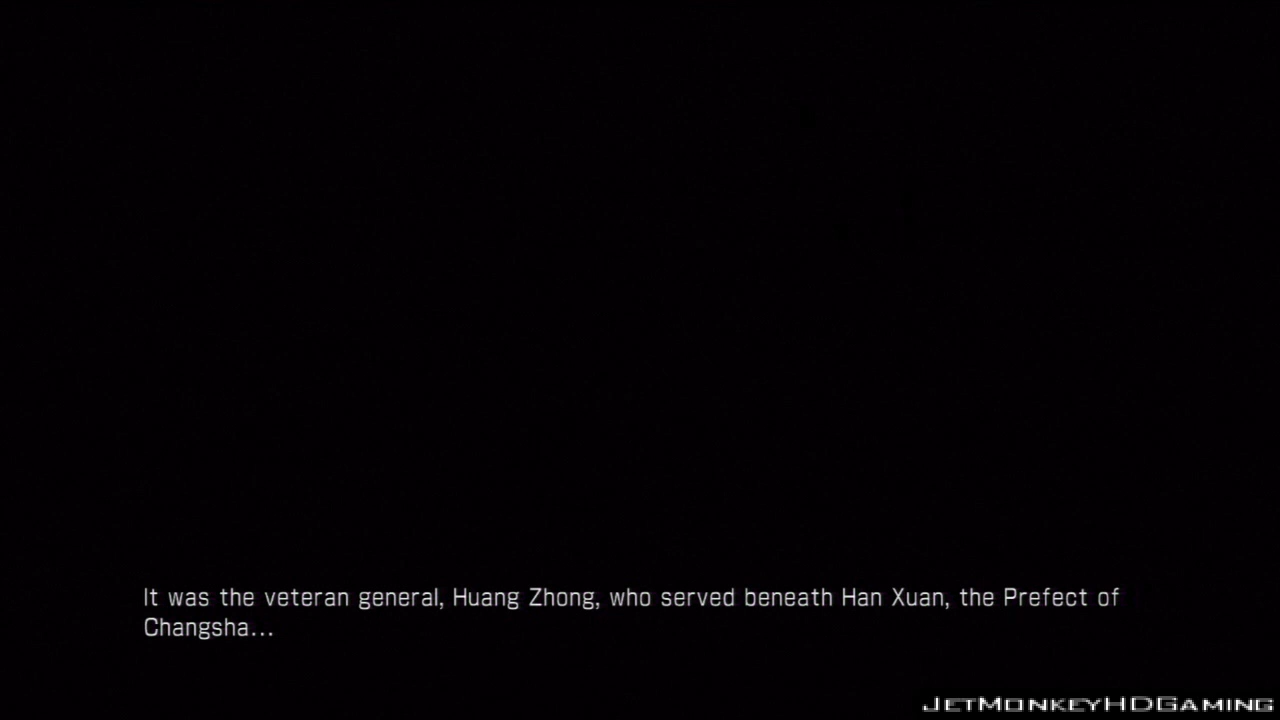 It was the veteran general, Huang Zhong, who served beneath Han Xuan, the Prefect of
Changsha...
JetMonkeyHDGaming